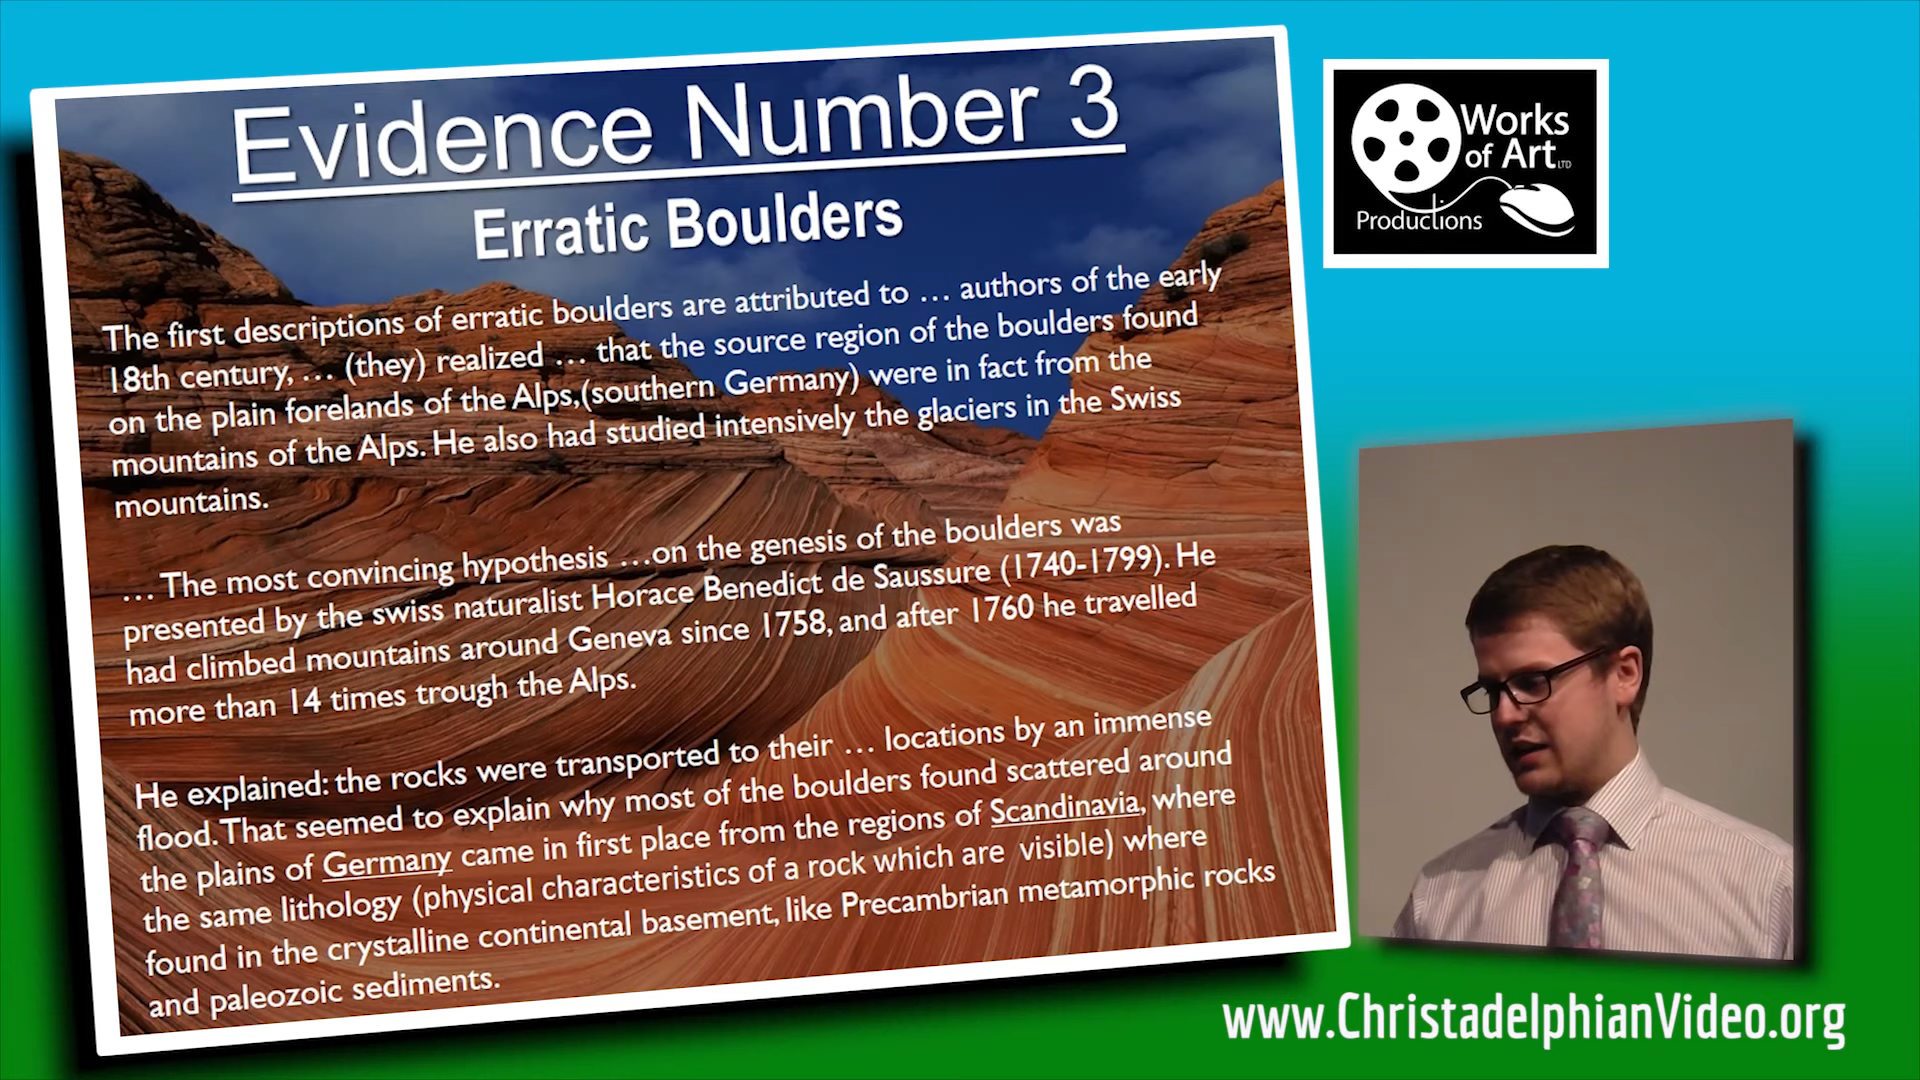 Evidence Number 3
Erratic Boulders
The first descriptions of erratic boulders are attributed to … authors of the early
18th century, … (they) realized … that the source region of the boulders found
on the plain forelands of the Alps,(southern Germany) were in fact from the
mountains of the Alps. He also had studied intensively the glaciers in the Swiss
mountains.
… The most convincing hypothesis …on the genesis of the boulders was
presented by the swiss naturalist Horace Benedict de Saussure (1740-1799). He
had climbed mountains around Geneva since 1758, and after 1760 he travelled
more than 14 times trough the Alps.
He explained: the rocks were transported to their … locations by an immense
flood. That seemed to explain why most of the boulders found scattered around
the plains of Germany came in first place from the regions of Scandinavia, where
the same lithology (physical characteristics of a rock which are visible) where
found in the crystalline continental basement, like Precambrian metamorphic rocks
and paleozoic sediments.
Works
of Art LTD
Productions
www.ChristadelphianVideo.org